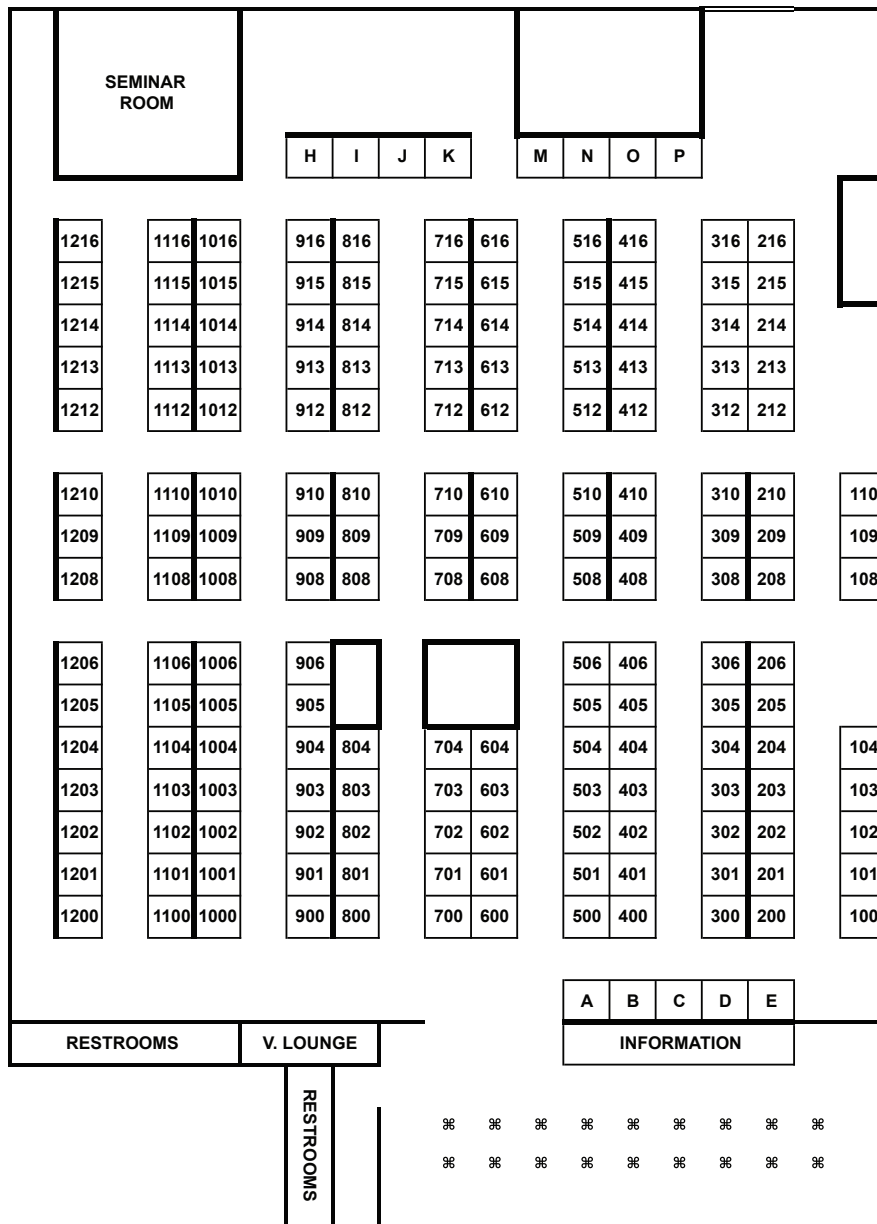 SEMINAR
ROOM
H I J K M N O P
1216 1116 1016 916 816 716 616 516 416 316 216
1215 1115 1015 915 815 715 615 515 415 315 215
1214 1114 1014 914 814 714 614 514 414 314 214
1213 1113 1013 913 813 713 613 513 413 313 213
1212 1112 1012 912 812 712 612 512 412 312 212
1210 1110 1010 910 810 710 610 510 410 310 210 110
1209 1109 1009 909 809 709 609 509 409 309 209 109
1208 1108 1008 908 808 708 608 508 408 308 208 108
1206 1106 1006 906 506 406 306 206
1205 1105 1005 905 505 405 305 205
1204 1104 1004 904 804 704 604 504 404 304 204 104
1203 1103 1003 903 803 703 603 503 403 303 203 103
1202 1102 1002 902 802 702 602 502 402 302 202 102
1201 1101 1001 901 801 701 601 501 401 301 201 101
1200 1100 1000 900 800 700 600 500 400 300 200 100
A B C D E
RESTROOMS V. LOUNGE INFORMATION
RESTROOMS
⌘ ⌘ ⌘ ⌘ ⌘ ⌘ ⌘ ⌘ ⌘
⌘ ⌘ ⌘ ⌘ ⌘ ⌘ ⌘ ⌘ ⌘